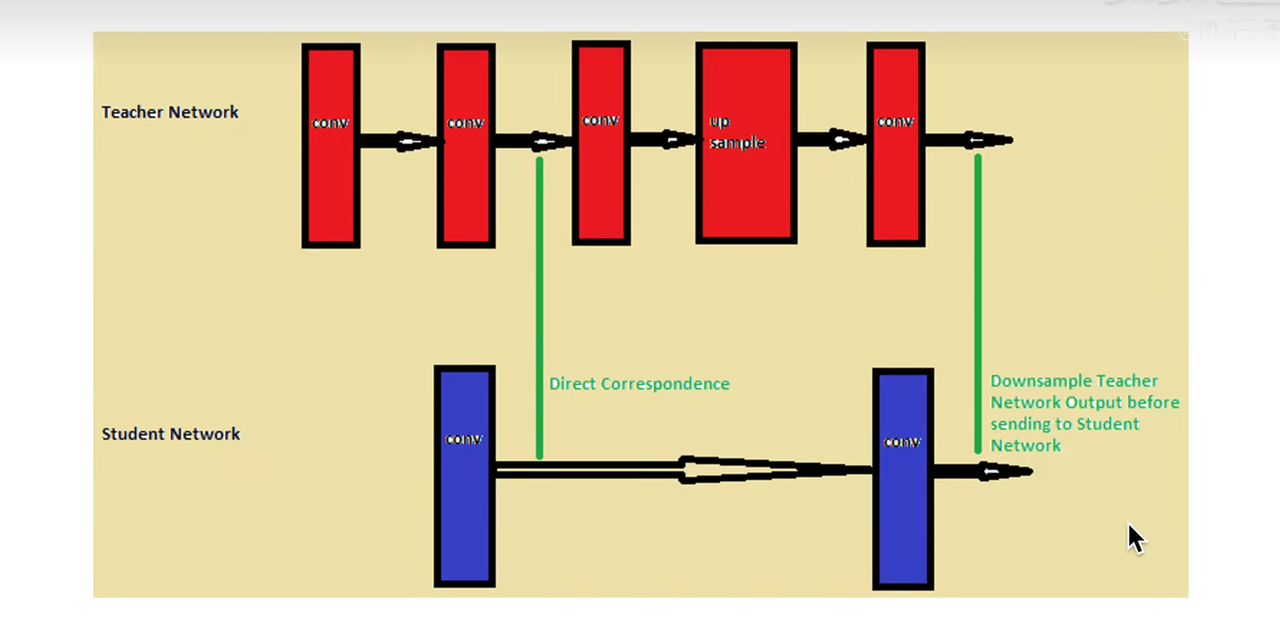 Teacher Network
conv
conv
conv
up
sample
conv
Direct Correspondence
Downsample Teacher
Network Output before
sending to Student
Network
Student Network
conv
conv